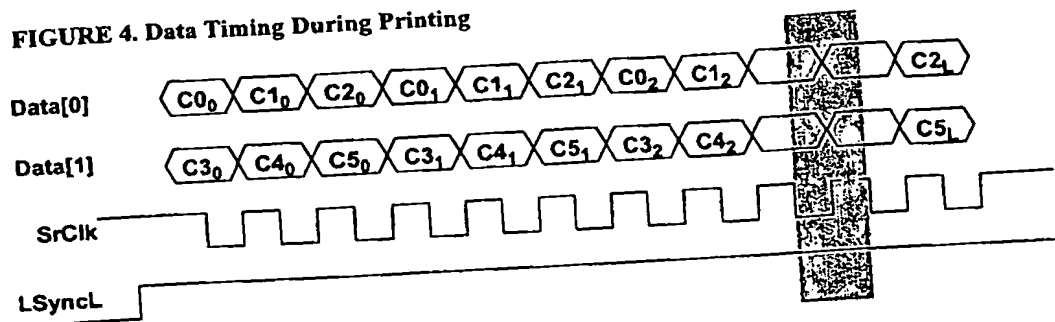 FIGURE 4. Data Timing During Printing
Data[0] C0₀ C1₀ C2₀ C0₁ C1₁ C2₁ C0₂ C1₂ C2L
Data[1] C3₀ C4₀ C5₀ C3₁ C4₁ C5₁ C3₂ C4₂ C5L
SrClk
LSyncL